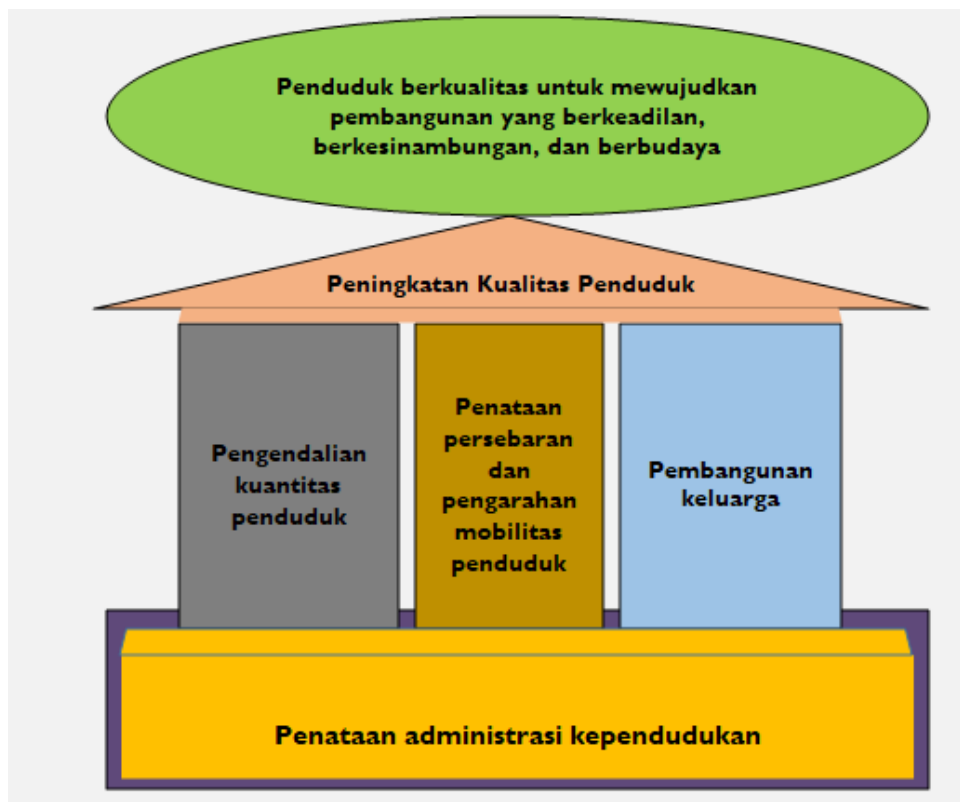 Penduduk berkualitas untuk mewujudkan
pembangunan yang berkeadilan,
berkesinambungan, dan berbudaya
Peningkatan Kualitas Penduduk
Pengendalian
kuantitas
penduduk
Penataan
persebaran
dan
pengarahan
mobilitas
penduduk
Pembangunan
keluarga
Penataan administrasi kependudukan